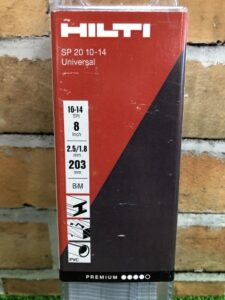 HILTI
SP 20 10-14
Universal
10-14
TPI
8
Inch
2.5/1.8
mm
203
mm
BiM
PVC
PREMIUM